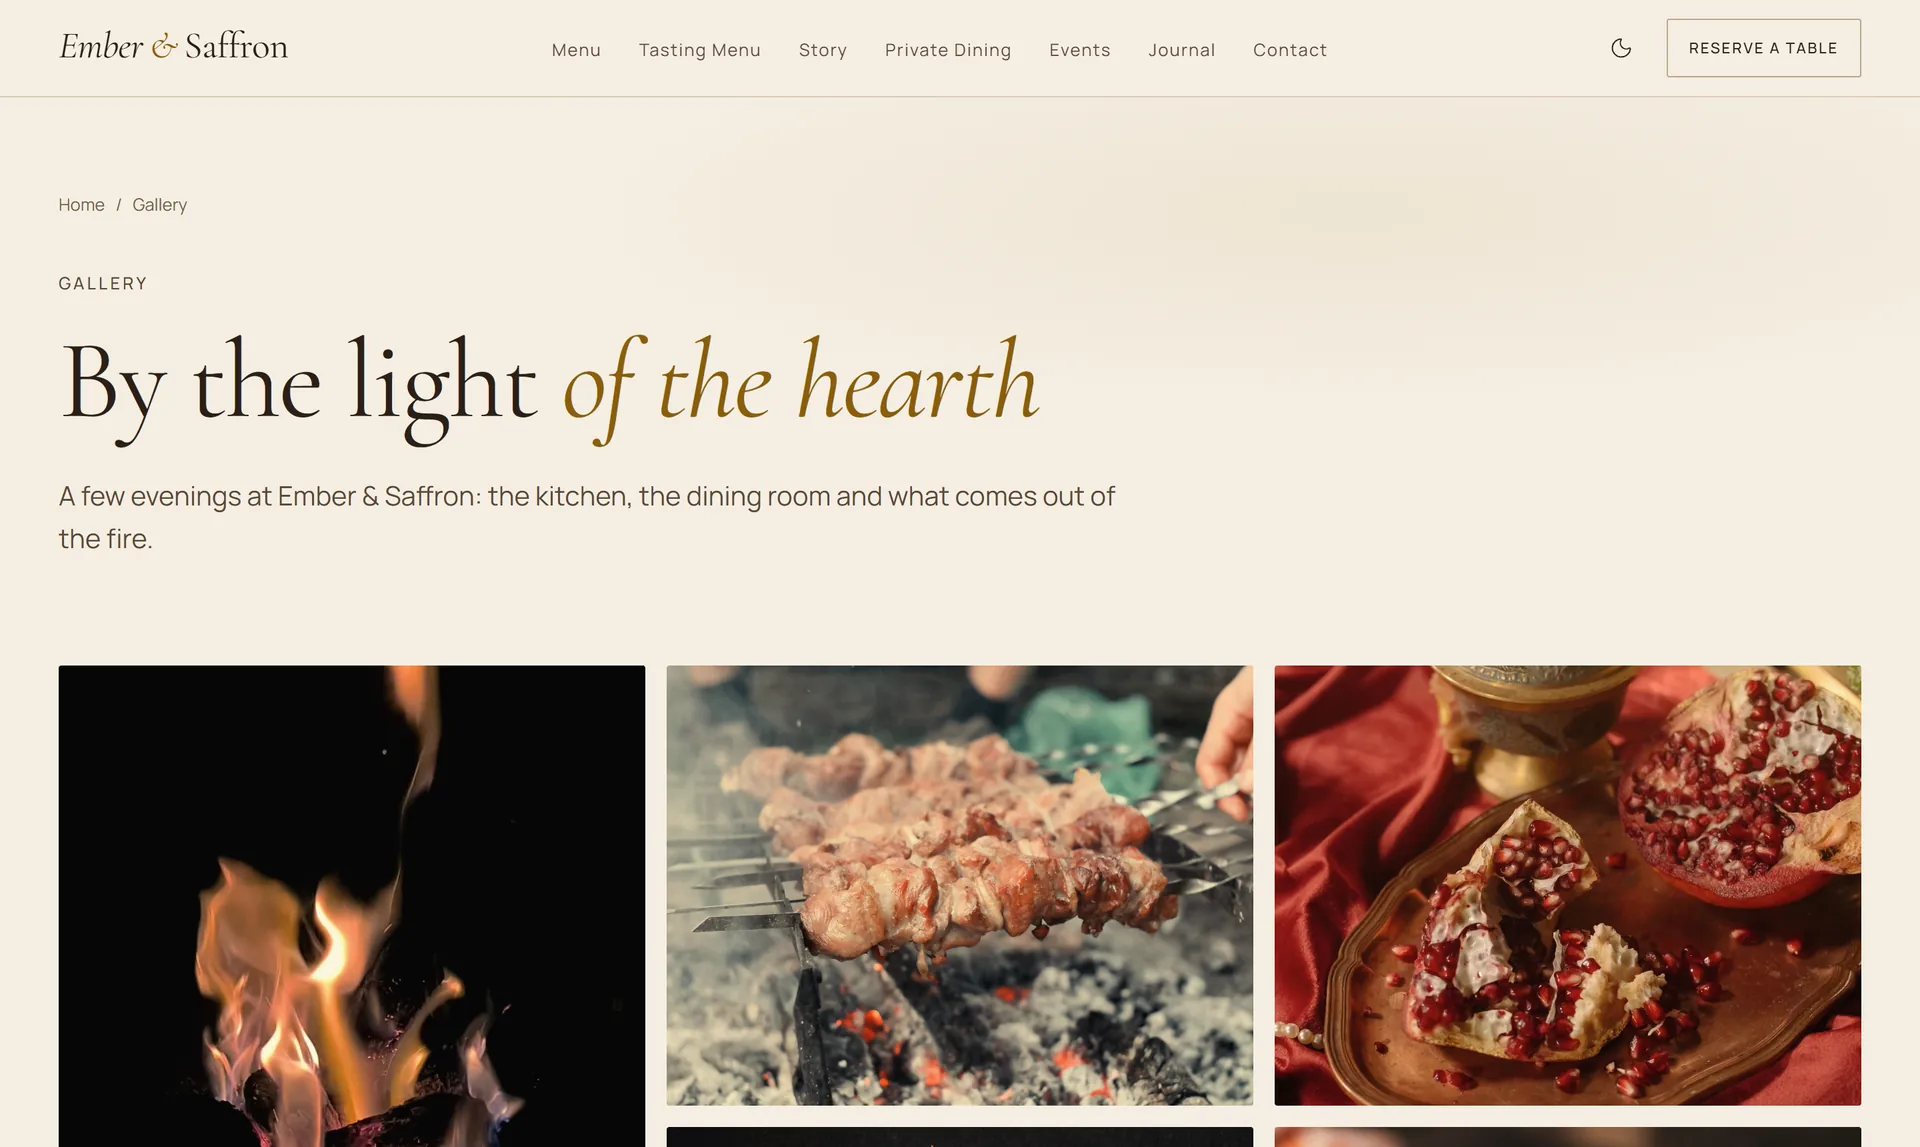 Ember & Saffron
Menu
Tasting Menu
Story
Private Dining
Events
Journal
Contact
RESERVE A TABLE
Home / Gallery
GALLERY
By the light of the hearth
A few evenings at Ember & Saffron: the kitchen, the dining room and what comes out of
the fire.